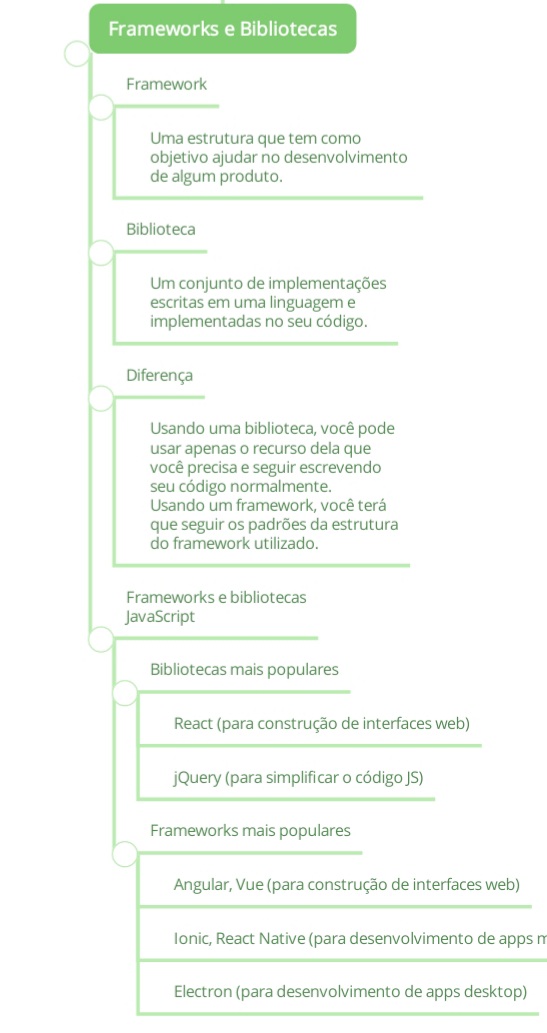 Frameworks e Bibliotecas
Framework
Uma estrutura que tem como
objetivo ajudar no desenvolvimento
de algum produto.
Biblioteca
Um conjunto de implementações
escritas em uma linguagem e
implementadas no seu código.
Diferença
Usando uma biblioteca, você pode
usar apenas o recurso dela que
você precisa e seguir escrevendo
seu código normalmente.
Usando um framework, você terá
que seguir os padrões da estrutura
do framework utilizado.
Frameworks e bibliotecas
JavaScript
Bibliotecas mais populares
React (para construção de interfaces web)
jQuery (para simplificar o código JS)
Frameworks mais populares
Angular, Vue (para construção de interfaces web)
Ionic, React Native (para desenvolvimento de apps
Electron (para desenvolvimento de apps desktop)